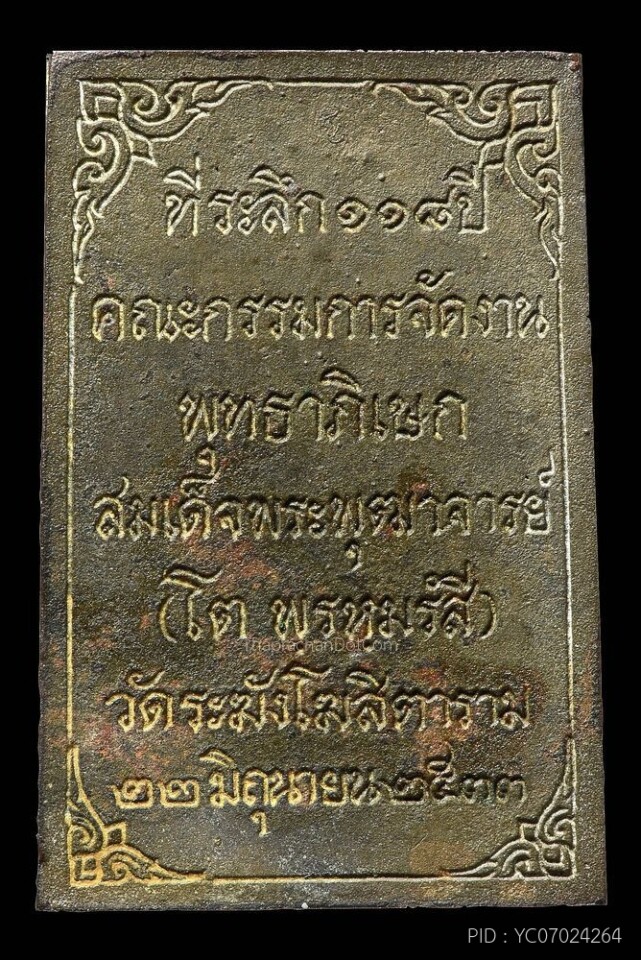 ที่ระลึก๑๑๘ปี
คณะกรรมการจัดงาน
พุทธาภิเษก
สมเด็จพระพุฒาจารย์
(โต พรหมรังสี)
ThaprachanDotCom
วัดระฆังโฆสิตาราม
๒๒ มิถุนายน ๒๕๓๓
PID : YC07024264